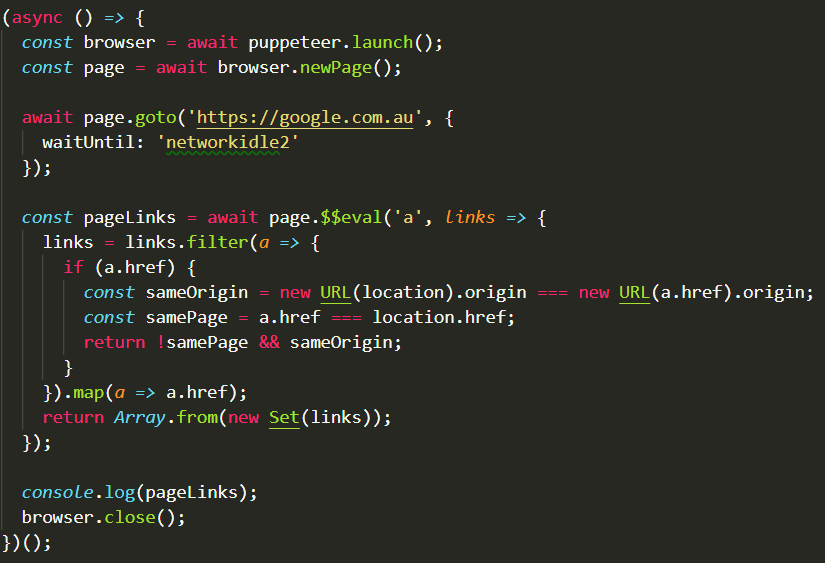 (async () => {
  const browser = await puppeteer.launch();
  const page = await browser.newPage();

  await page.goto('https://google.com.au', {
    waitUntil: 'networkidle2'
  });

  const pageLinks = await page.$$eval('a', links => {
    links = links.filter(a => {
      if (a.href) {
        const sameOrigin = new URL(location).origin === new URL(a.href).origin;
        const samePage = a.href === location.href;
        return !samePage && sameOrigin;
      }
    }).map(a => a.href);
    return Array.from(new Set(links));
  });

  console.log(pageLinks);
  browser.close();
})();